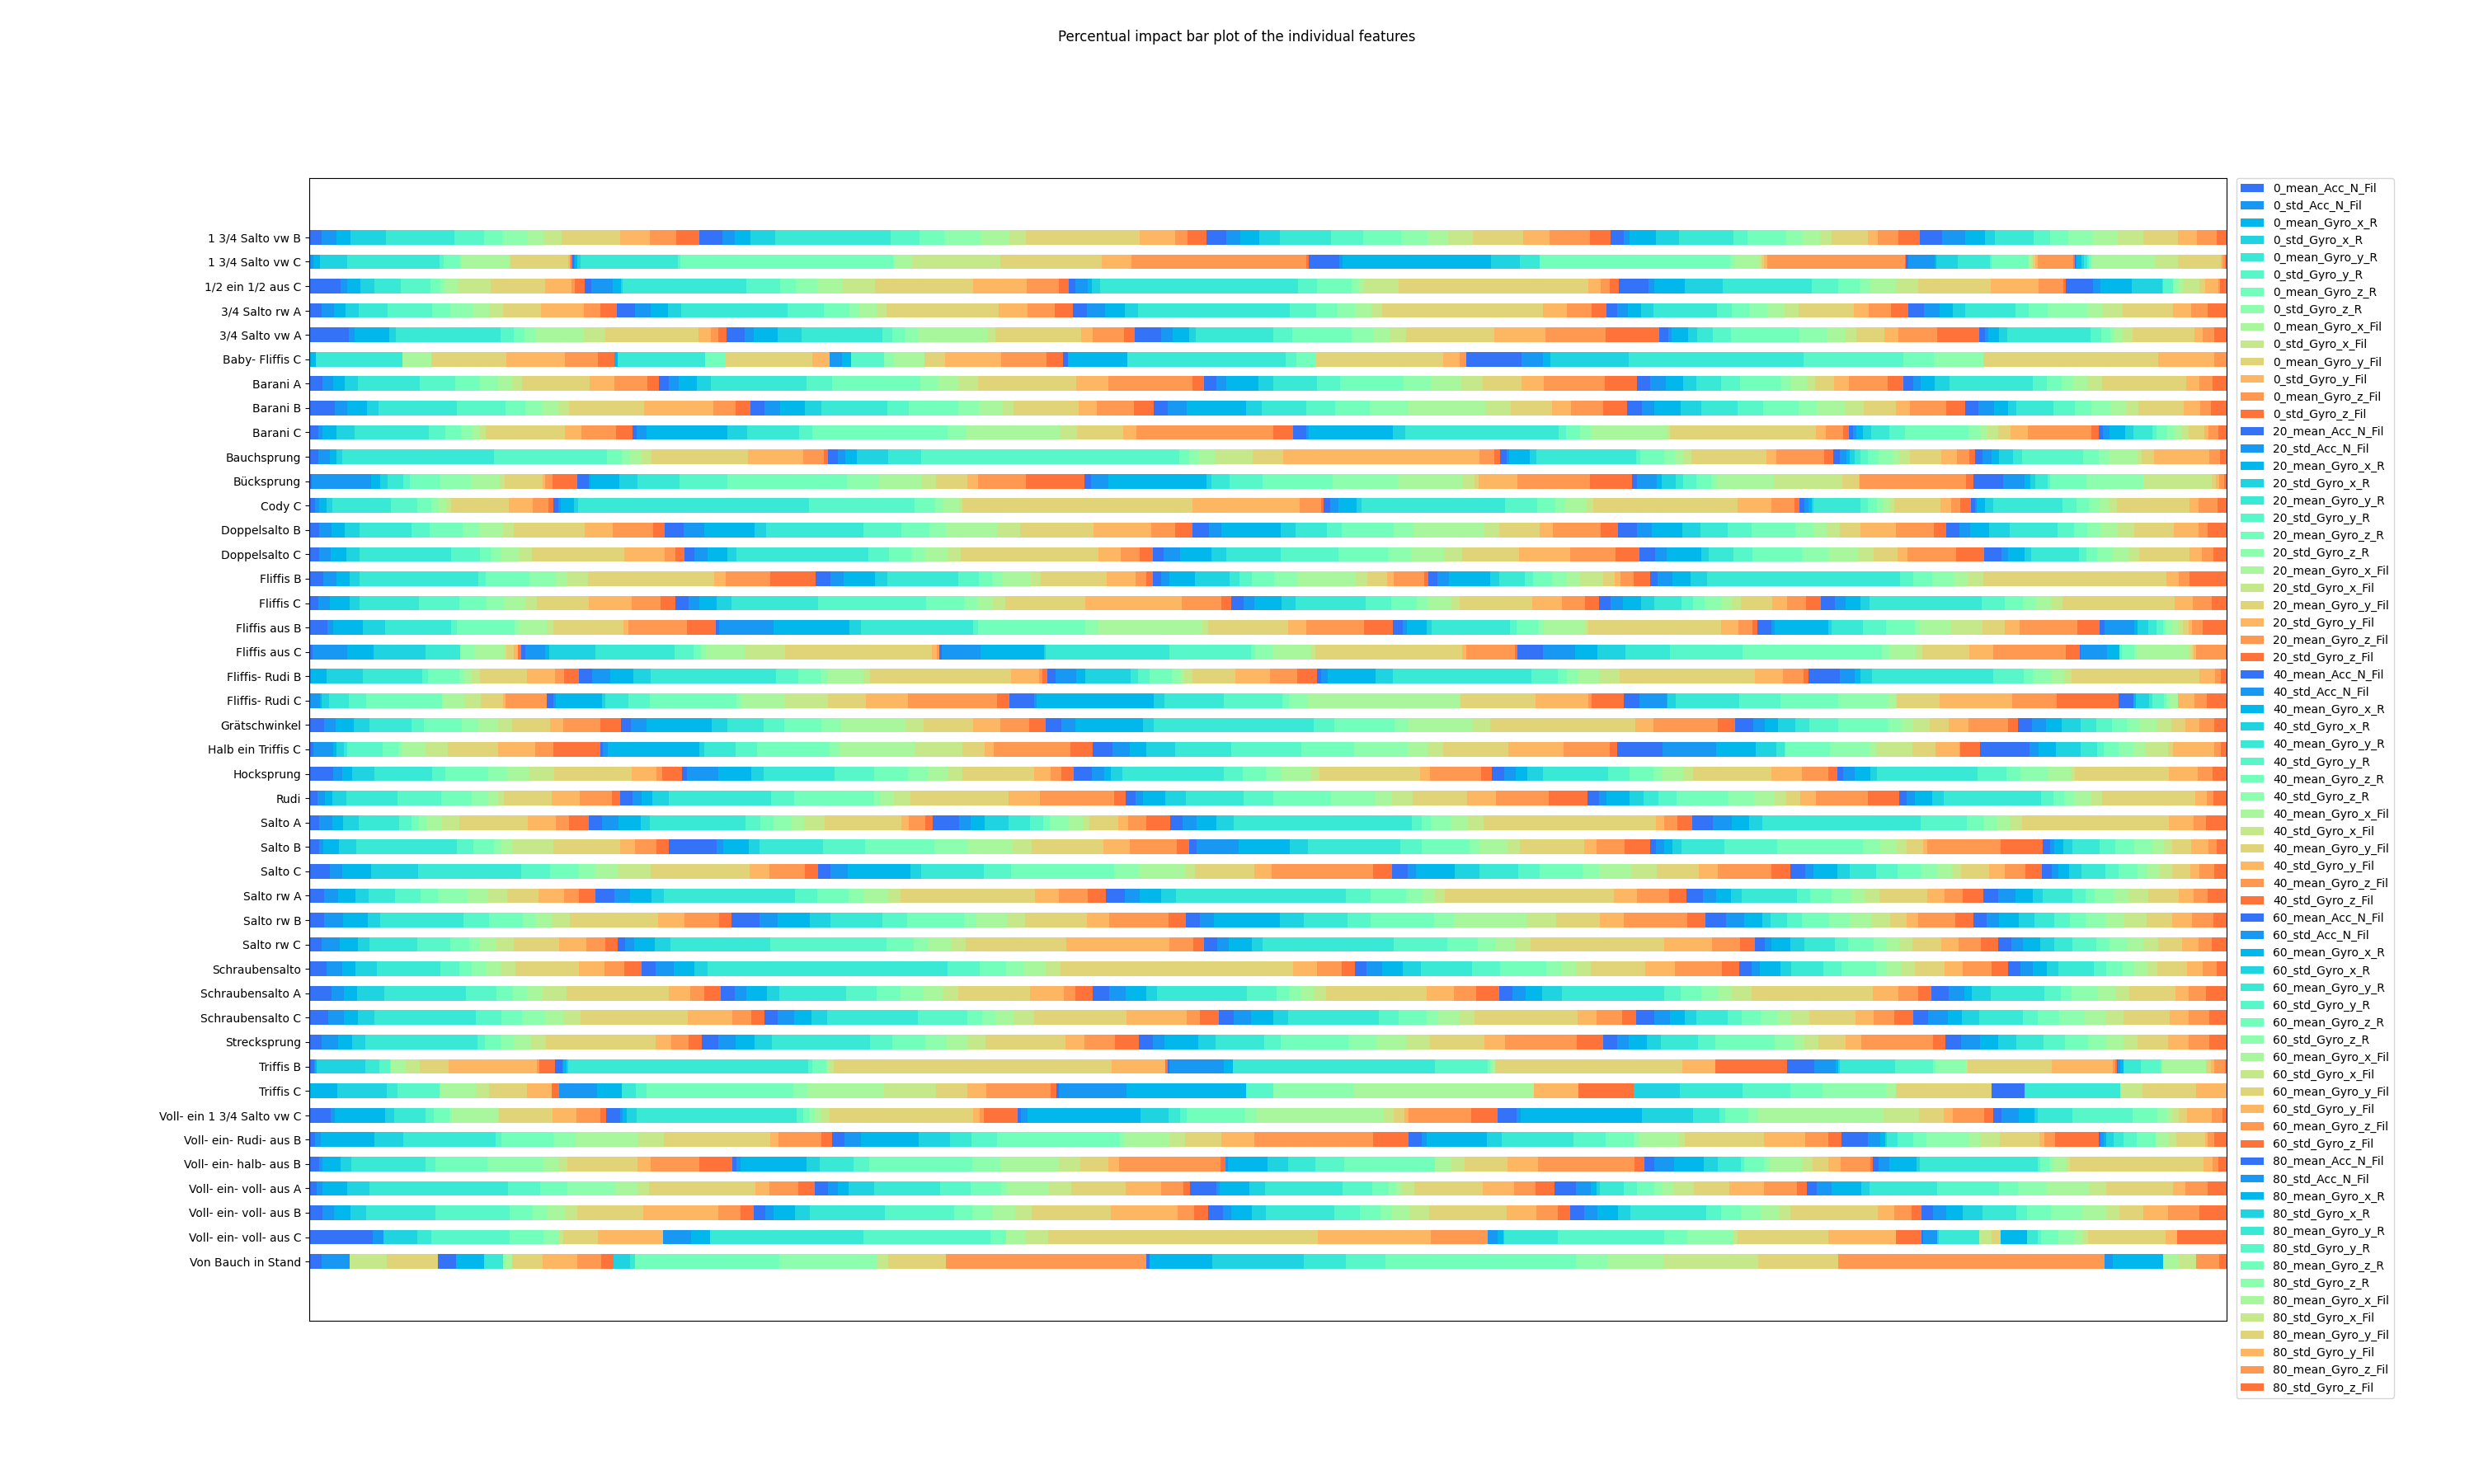 Percentual impact bar plot of the individual features
1 3/4 Salto vw B
1 3/4 Salto vw C
1/2 ein 1/2 aus C
3/4 Salto rw A
3/4 Salto vw A
Baby- Fliffis C
Barani A
Barani B
Barani C
Bauchsprung
Bücksprung
Cody C
Doppelsalto B
Doppelsalto C
Fliffis B
Fliffis C
Fliffis aus B
Fliffis aus C
Fliffis- Rudi B
Fliffis- Rudi C
Grätschwinkel
Halb ein Triffis C
Hocksprung
Rudi
Salto A
Salto B
Salto C
Salto rw A
Salto rw B
Salto rw C
Schraubensalto
Schraubensalto A
Schraubensalto C
Strecksprung
Triffis B
Triffis C
Voll- ein 1 3/4 Salto vw C
Voll- ein- Rudi- aus B
Voll- ein- halb- aus B
Voll- ein- voll- aus A
Voll- ein- voll- aus B
Voll- ein- voll- aus C
Von Bauch in Stand
0_mean_Acc_N_Fil
0_std_Acc_N_Fil
0_mean_Gyro_x_R
0_std_Gyro_x_R
0_mean_Gyro_y_R
0_std_Gyro_y_R
0_mean_Gyro_z_R
0_std_Gyro_z_R
0_mean_Gyro_x_Fil
0_std_Gyro_x_Fil
0_mean_Gyro_y_Fil
0_std_Gyro_y_Fil
0_mean_Gyro_z_Fil
0_std_Gyro_z_Fil
20_mean_Acc_N_Fil
20_std_Acc_N_Fil
20_mean_Gyro_x_R
20_std_Gyro_x_R
20_mean_Gyro_y_R
20_std_Gyro_y_R
20_mean_Gyro_z_R
20_std_Gyro_z_R
20_mean_Gyro_x_Fil
20_std_Gyro_x_Fil
20_mean_Gyro_y_Fil
20_std_Gyro_y_Fil
20_mean_Gyro_z_Fil
20_std_Gyro_z_Fil
40_mean_Acc_N_Fil
40_std_Acc_N_Fil
40_mean_Gyro_x_R
40_std_Gyro_x_R
40_mean_Gyro_y_R
40_std_Gyro_y_R
40_mean_Gyro_z_R
40_std_Gyro_z_R
40_mean_Gyro_x_Fil
40_std_Gyro_x_Fil
40_mean_Gyro_y_Fil
40_std_Gyro_y_Fil
40_mean_Gyro_z_Fil
40_std_Gyro_z_Fil
60_mean_Acc_N_Fil
60_std_Acc_N_Fil
60_mean_Gyro_x_R
60_std_Gyro_x_R
60_mean_Gyro_y_R
60_std_Gyro_y_R
60_mean_Gyro_z_R
60_std_Gyro_z_R
60_mean_Gyro_x_Fil
60_std_Gyro_x_Fil
60_mean_Gyro_y_Fil
60_std_Gyro_y_Fil
60_mean_Gyro_z_Fil
60_std_Gyro_z_Fil
80_mean_Acc_N_Fil
80_std_Acc_N_Fil
80_mean_Gyro_x_R
80_std_Gyro_x_R
80_mean_Gyro_y_R
80_std_Gyro_y_R
80_mean_Gyro_z_R
80_std_Gyro_z_R
80_mean_Gyro_x_Fil
80_std_Gyro_x_Fil
80_mean_Gyro_y_Fil
80_std_Gyro_y_Fil
80_mean_Gyro_z_Fil
80_std_Gyro_z_Fil